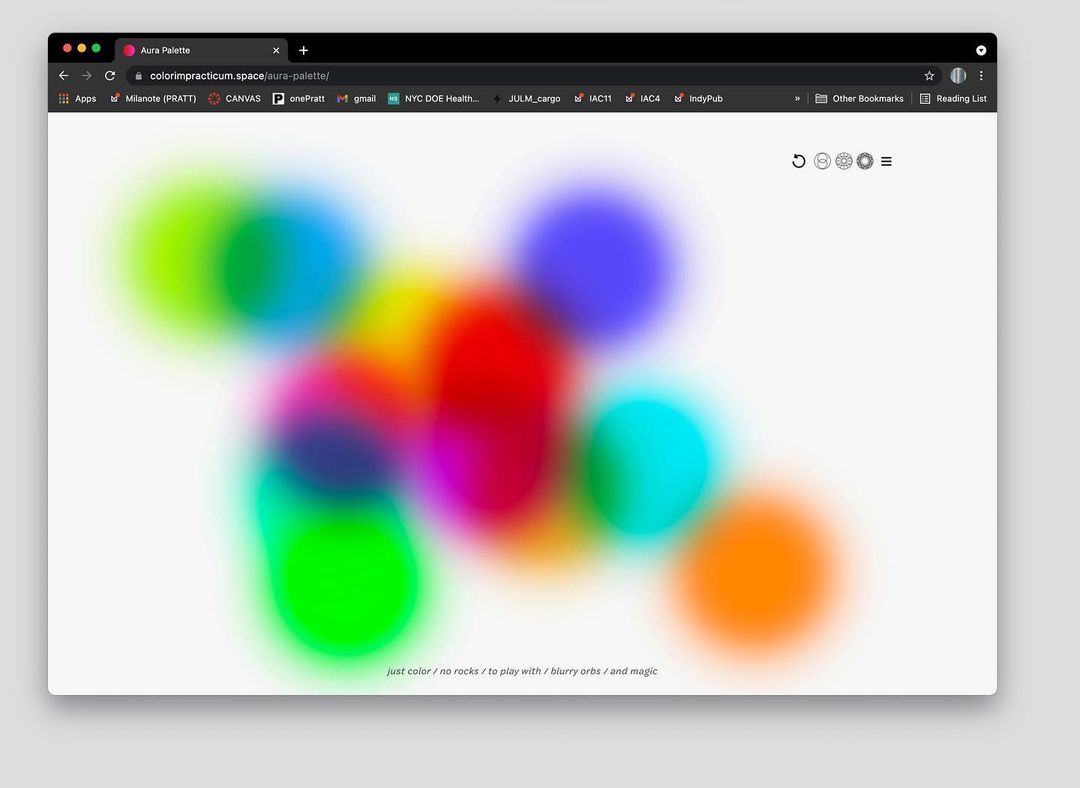 Aura Palette
colorimpracticum.space/aura-palette/
Apps Milanote (PRATT) CANVAS P onePratt gmail HS NYC DOE Health... JULM_cargo IAC11 IAC4 IndyPub » Other Bookmarks Reading List
just color / no rocks / to play with / blurry orbs / and magic